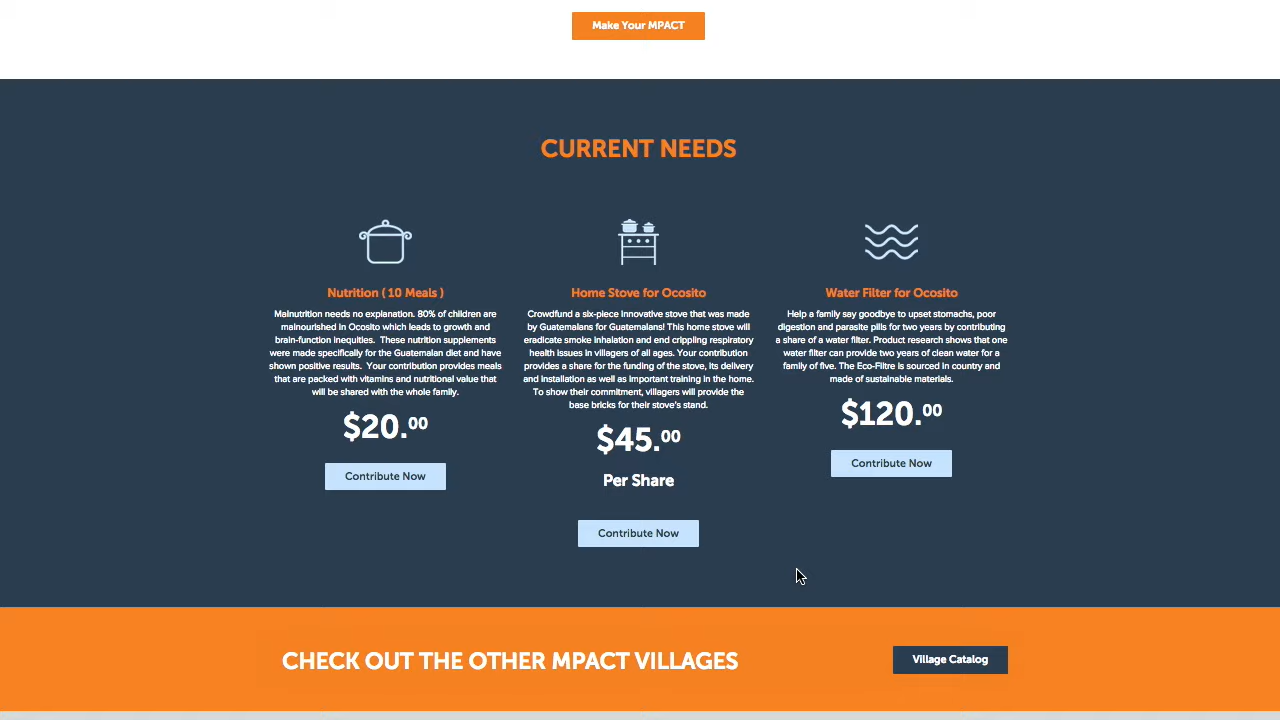 Make Your MPACT
CURRENT NEEDS
Nutrition ( 10 Meals )
Malnutrition needs no explanation. 80% of children are
malnourished in Ocosito which leads to growth and
brain-function inequities. These nutrition supplements
were made specifically for the Guatemalan diet and have
shown positive results. Your contribution provides meals
that are packed with vitamins and nutritional value that
will be shared with the whole family.
$20.00
Contribute Now
Home Stove for Ocosito
Crowdfund a six-piece innovative stove that was made
by Guatemalans for Guatemalans! This home stove will
eradicate smoke inhalation and end crippling respiratory
health issues in villagers of all ages. Your contribution
provides a share for the funding of the stove, its delivery
and installation as well as important training in the home.
To show their commitment, villagers will provide the
base bricks for their stove's stand.
$45.00
Per Share
Contribute Now
Water Filter for Ocosito
Help a family say goodbye to upset stomachs, poor
digestion and parasite pills for two years by contributing
a share of a water filter. Product research shows that one
water filter can provide two years of clean water for a
family of five. The Eco-Filtre is sourced in country and
made of sustainable materials.
$120.00
Contribute Now
CHECK OUT THE OTHER MPACT VILLAGES
Village Catalog